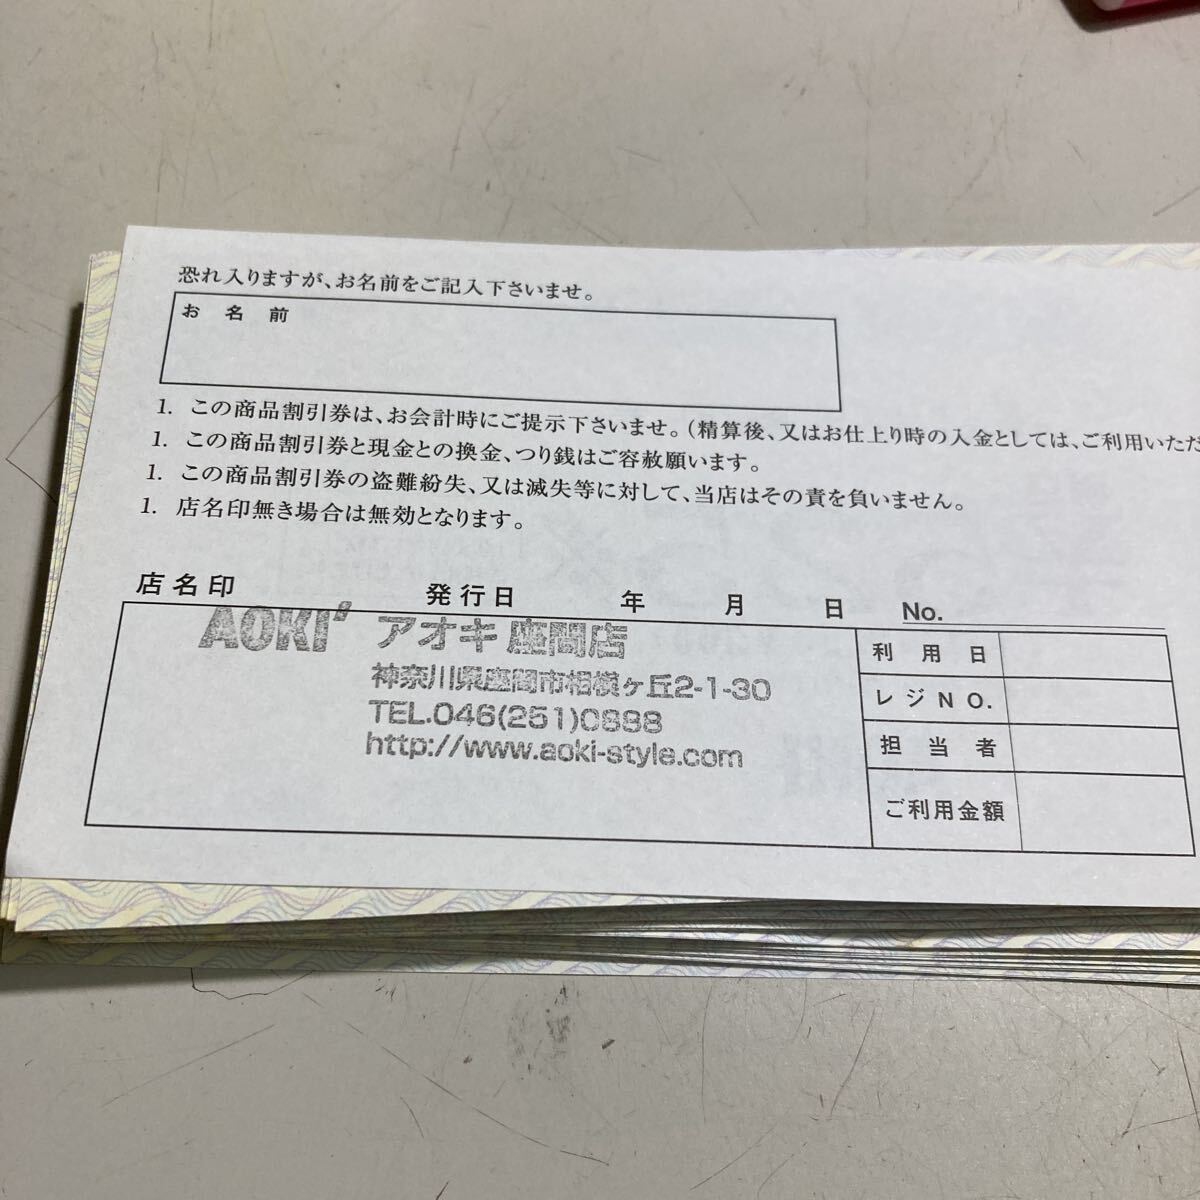 恐れ入りますが、お名前をご記入下さいませ。
お名前
1. この商品割引券は、お会計時にご提示下さいませ。(精算後、又はお仕上り時の入金としては、ご利用いただ
1. この商品割引券と現金との換金、つり銭はご容赦願います。
1. この商品割引券の盗難紛失、又は滅失等に対して、当店はその責を負いません。
1. 店名印無き場合は無効となります。
店名印 発行日 年 月 日 No.
AOKI' アオキ 座間店
神奈川県座間市相模ヶ丘2-1-30
TEL.046(251)0888
http://www.aoki-style.com
利用日
レジNO.
担当者
ご利用金額